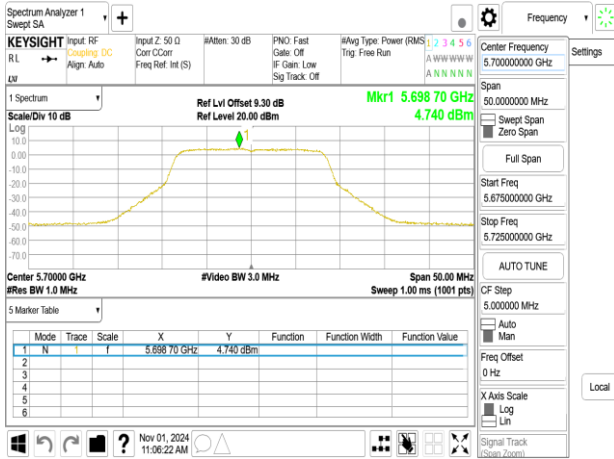 Spectrum Analyzer 1
Swept SA
Frequency
KEYSIGHT
RL
Input: RF
Coupling: DC
Align: Auto
Input Z: 50 Ω
Corr CCorr
Freq Ref: Int (S)
#Atten: 30 dB
PNO: Fast
Gate: Off
IF Gain: Low
Sig Track: Off
#Avg Type: Power (RMS
Trig: Free Run
1 2 3 4 5 6
A W W W W W
A N N N N N
LXI
1 Spectrum
Scale/Div 10 dB
Ref Lvl Offset 9.30 dB
Ref Level 20.00 dBm
Mkr1 5.698 70 GHz
4.740 dBm
Log
10.0
0.00
-10.0
-20.0
-30.0
-40.0
-50.0
-60.0
-70.0
1
Center 5.70000 GHz
#Res BW 1.0 MHz
#Video BW 3.0 MHz
Span 50.00 MHz
Sweep 1.00 ms (1001 pts)
5 Marker Table
Mode Trace Scale X Y Function Function Width Function Value
1 N 1 f 5.698 70 GHz 4.740 dBm
2
3
4
5
6
Nov 01, 2024
11:06:22 AM
Center Frequency
5.700000000 GHz
Span
50.0000000 MHz
Swept Span
Zero Span
Full Span
Start Freq
5.675000000 GHz
Stop Freq
5.725000000 GHz
AUTO TUNE
CF Step
5.000000 MHz
Auto
Man
Freq Offset
0 Hz
X Axis Scale
Log
Lin
Signal Track
(Span Zoom)
Settings
Local